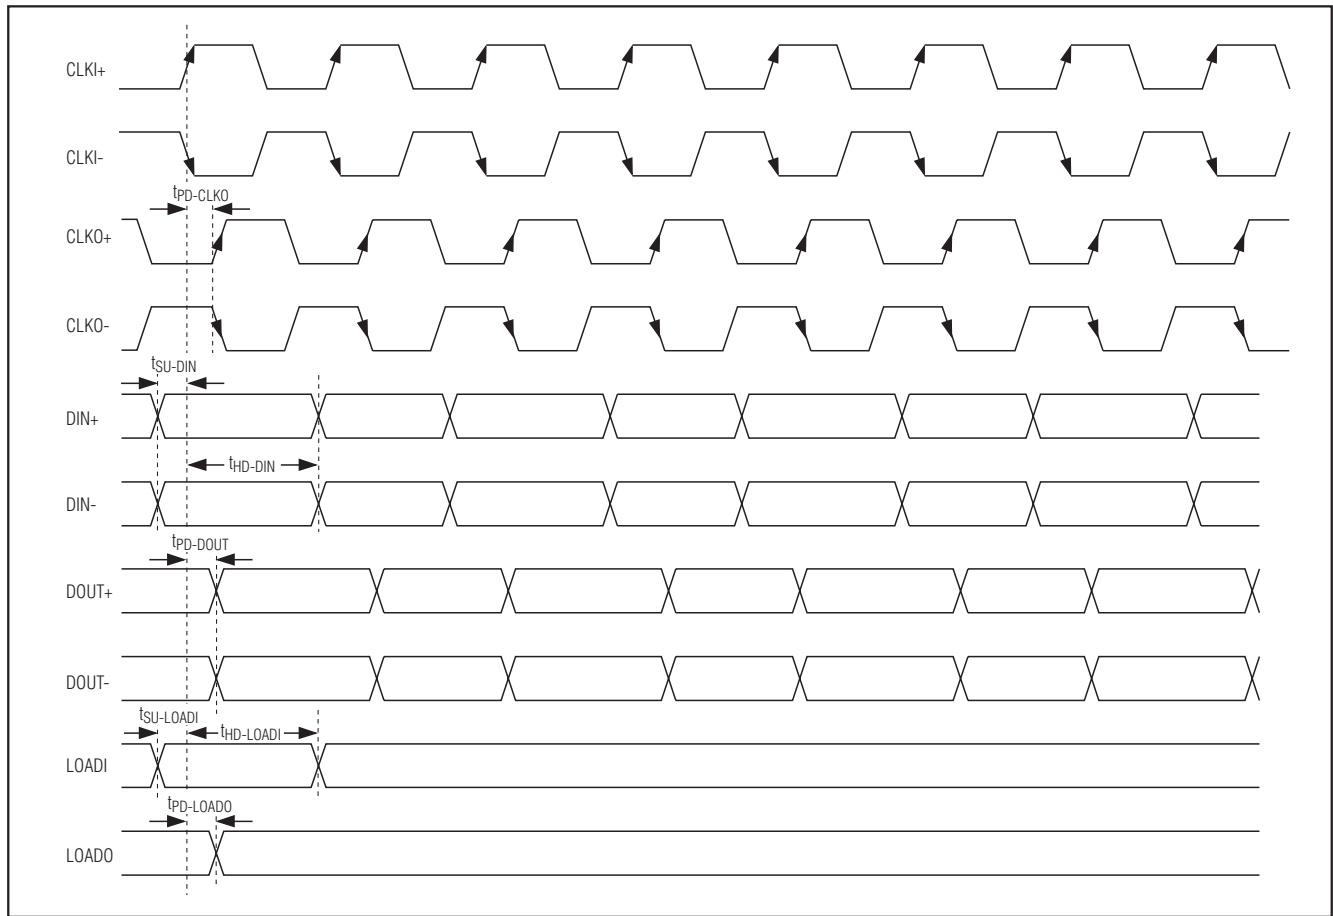 CLKI+
CLKI-
tPD-CLKO
CLKO+
CLKO-
tSU-DIN
DIN+
tHD-DIN
DIN-
tPD-DOUT
DOUT+
DOUT-
tSU-LOADI
tHD-LOADI
LOADI
tPD-LOADO
LOADO